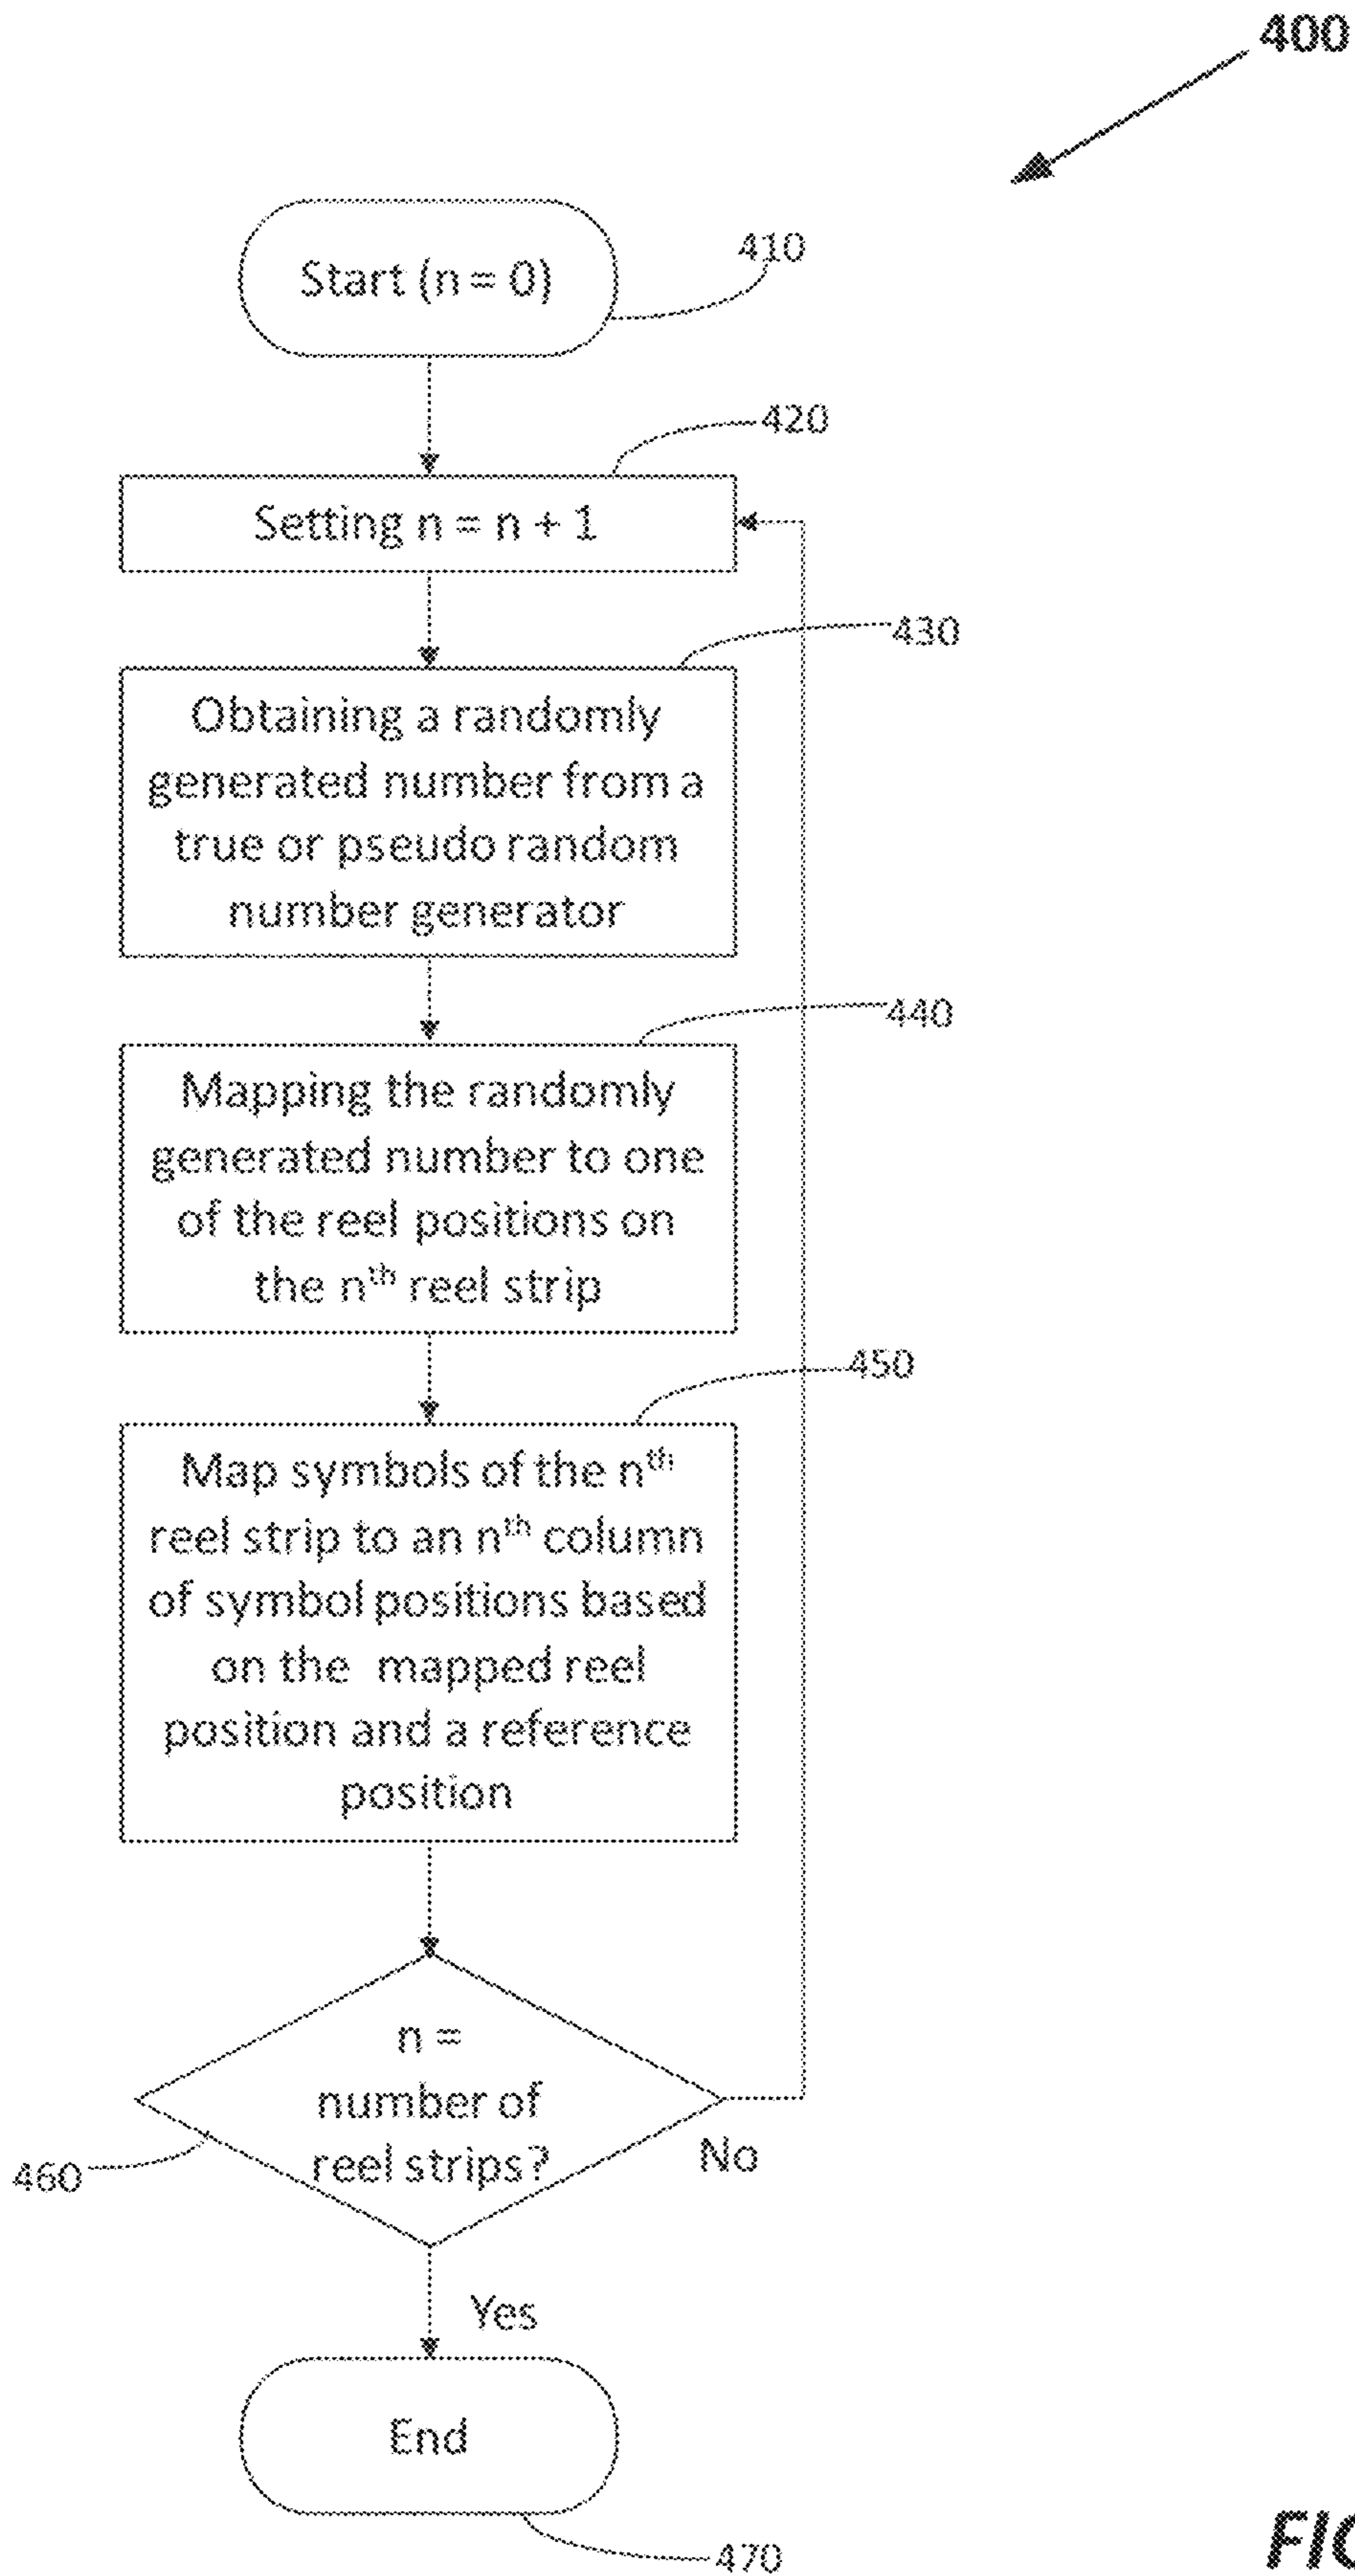 400
Start (n = 0)
410
420
Setting n = n + 1
430
Obtaining a randomly
generated number from a
true or pseudo random
number generator
440
Mapping the randomly
generated number to one
of the reel positions on
the nth reel strip
450
Map symbols of the nth
reel strip to an nth column
of symbol positions based
on the mapped reel
position and a reference
position
n =
number of
reel strips?
460
No
Yes
End
470